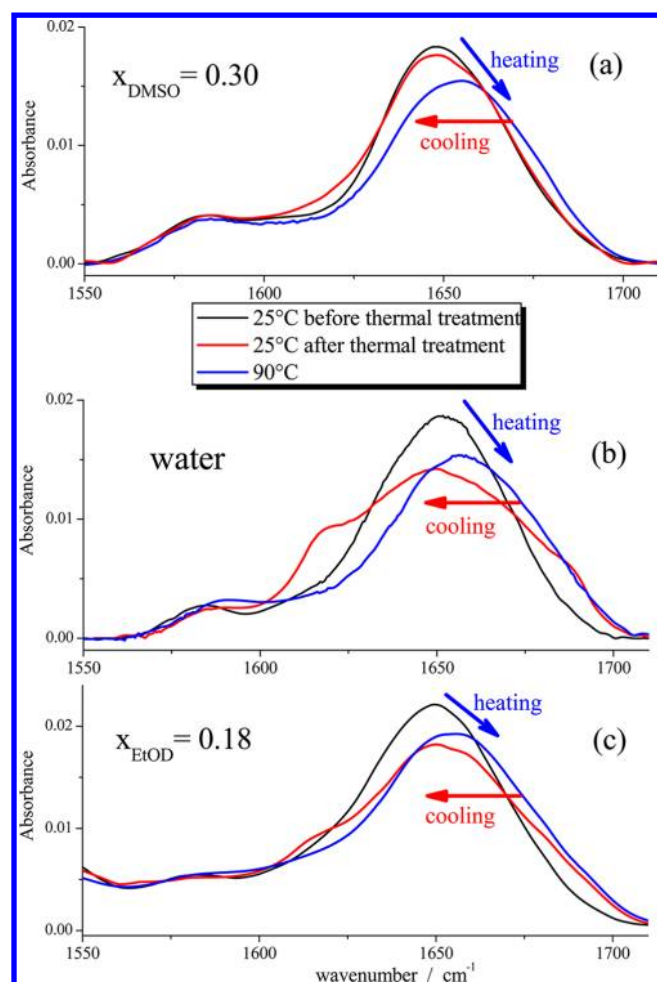 0.02
x_DMSO = 0.30
heating
(a)
Absorbance
0.01
cooling
0.00
1550 1600 1650 1700
25°C before thermal treatment
25°C after thermal treatment
90°C
0.02
heating
water
(b)
Absorbance
0.01
cooling
0.00
1550 1600 1650 1700
x_EtOD = 0.18
heating
(c)
0.02
Absorbance
cooling
0.01
0.00
1550 1600 1650 1700
wavenumber / cm⁻¹